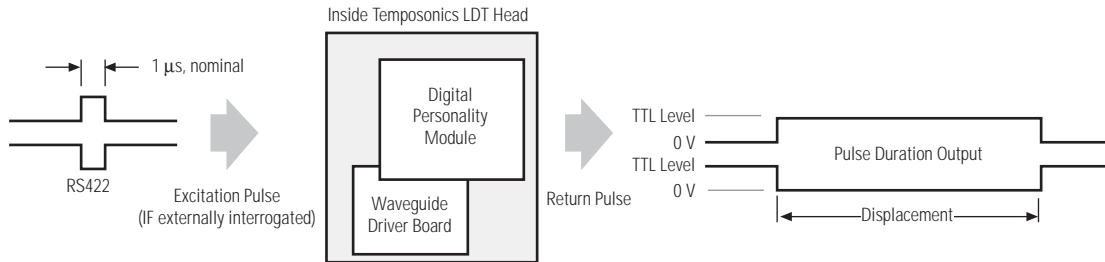 Inside Temposonics LDT Head
1 μs, nominal
RS422
Excitation Pulse
(IF externally interrogated)
Digital
Personality
Module
Waveguide
Driver Board
Return Pulse
TTL Level
0 V
TTL Level
0 V
Pulse Duration Output
Displacement